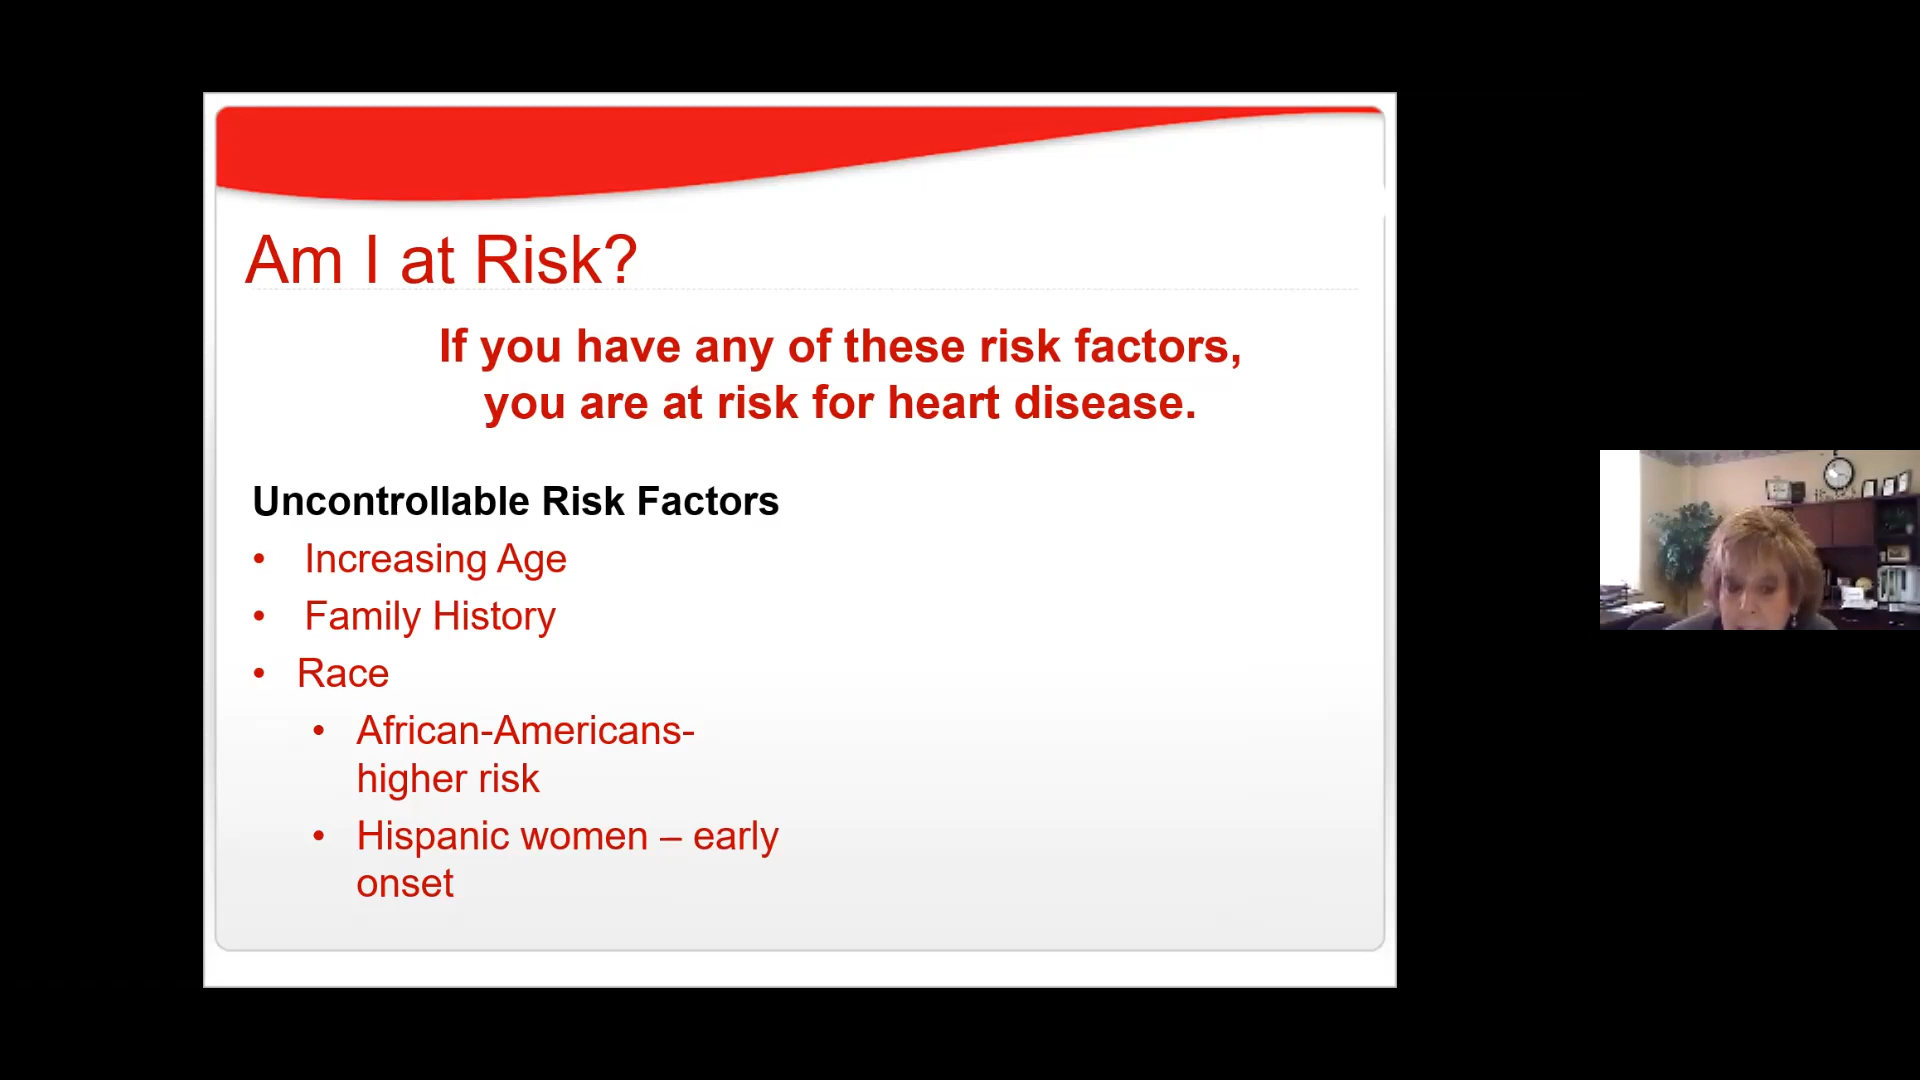 Am I at Risk?
If you have any of these risk factors,
you are at risk for heart disease.
Uncontrollable Risk Factors
• Increasing Age
• Family History
• Race
• African-Americans-
higher risk
• Hispanic women – early
onset